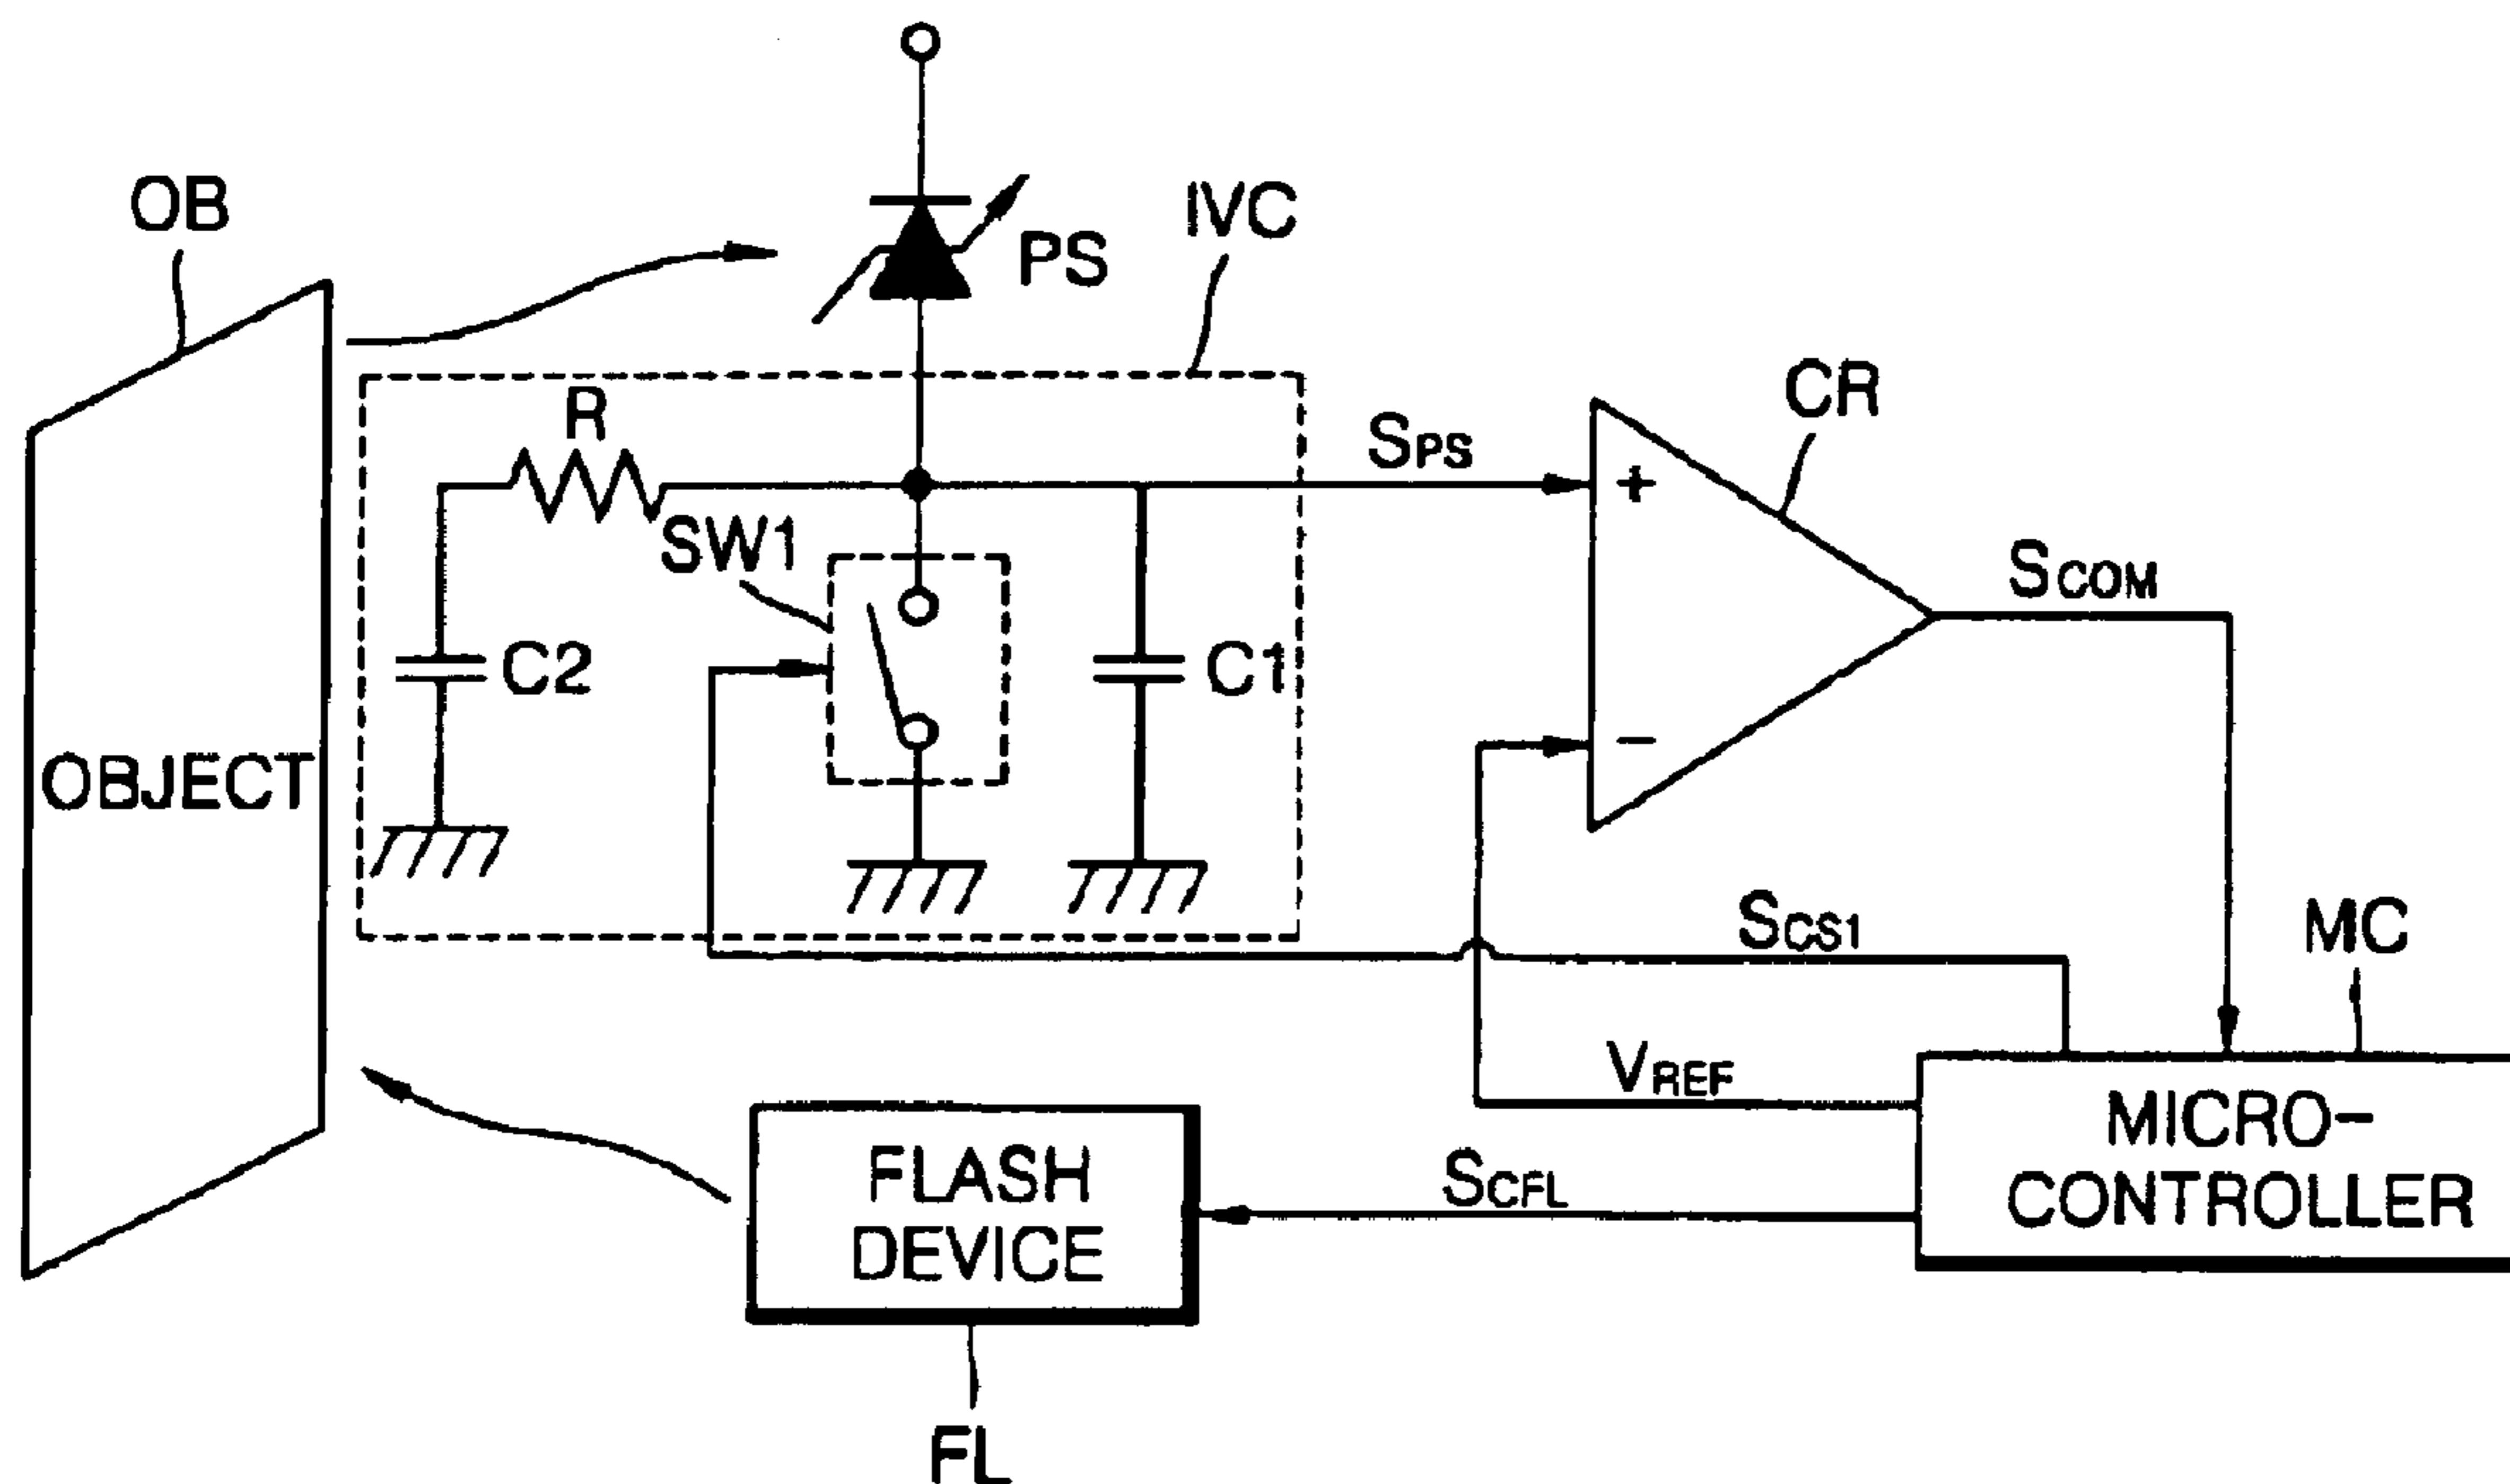 OB
PS
IVC
R
SPS
CR
+
SW1
SCOM
C2
C1
−
OBJECT
SCS1
MC
VREF
MICRO-
CONTROLLER
FLASH
DEVICE
SCFL
FL